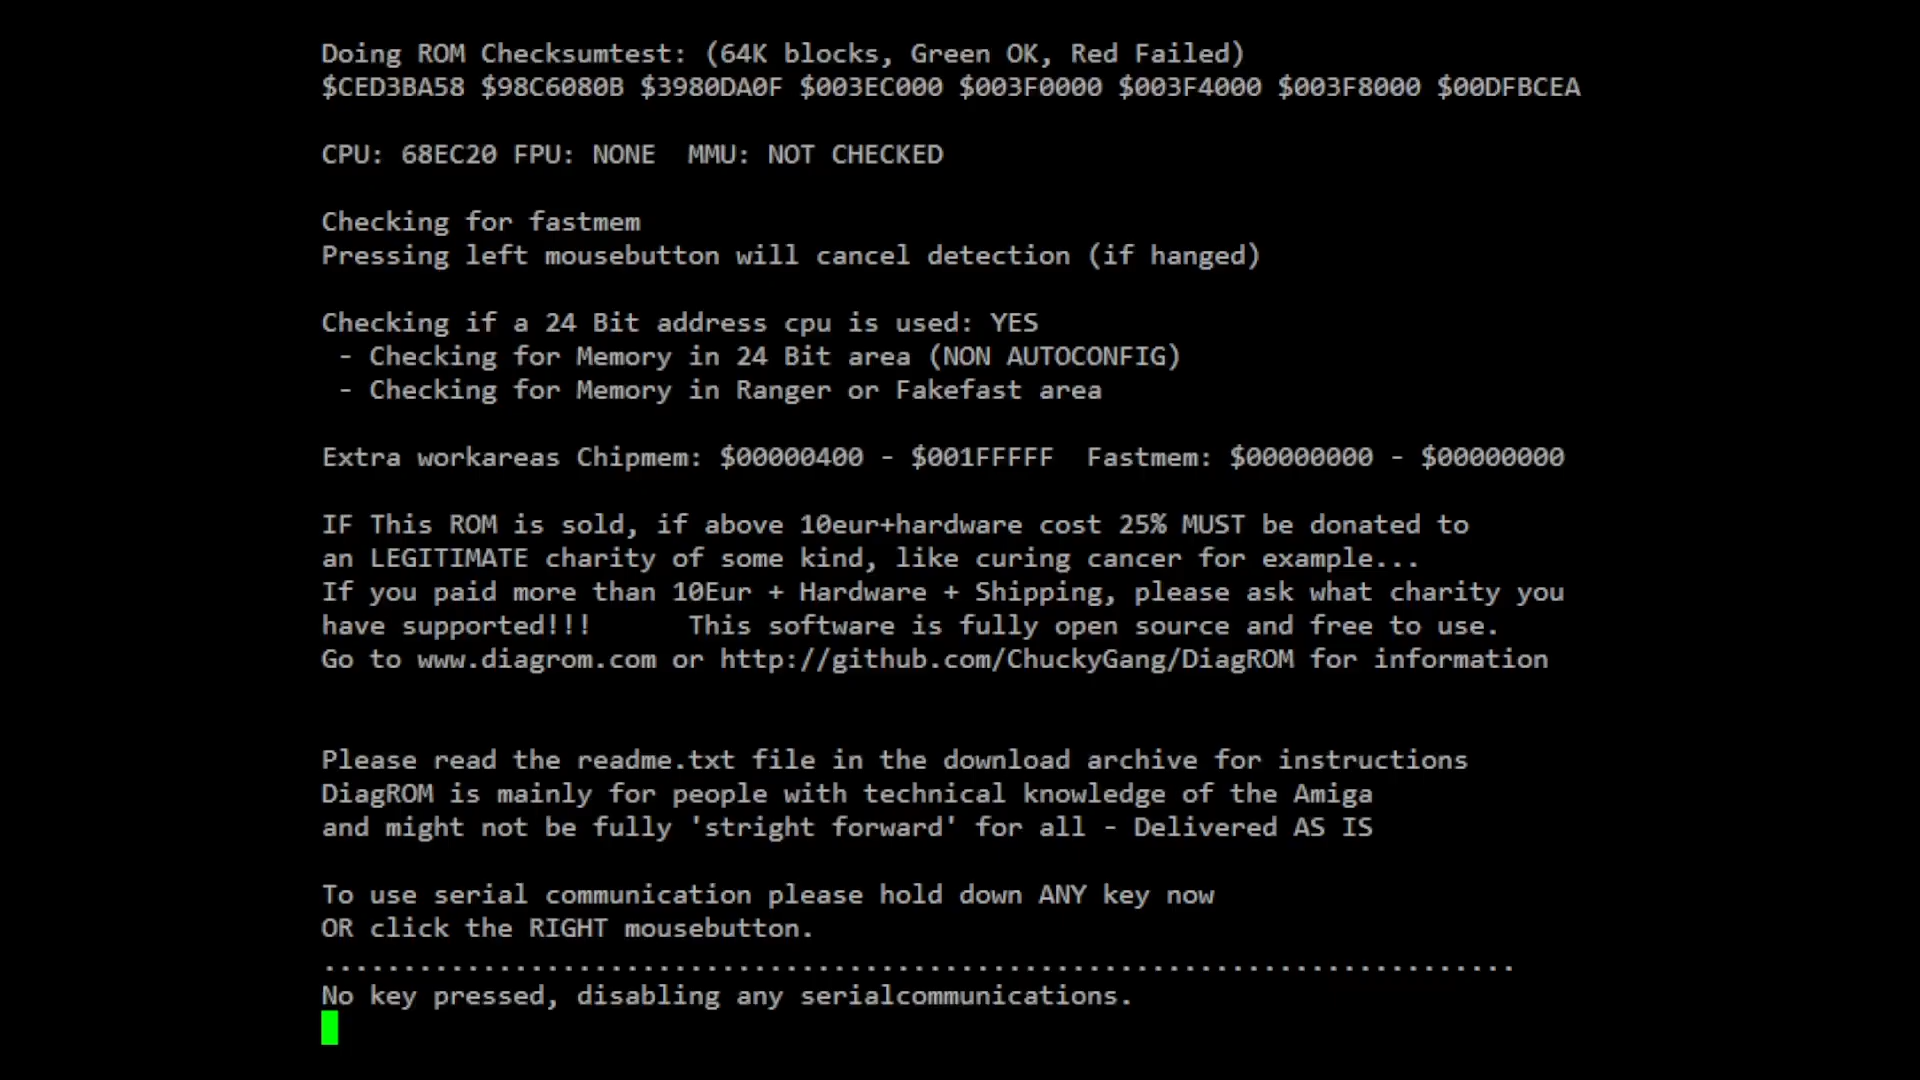 Doing ROM Checksumtest: (64K blocks, Green OK, Red Failed)
$CED3BA58 $98C6080B $3980DA0F $003EC000 $003F0000 $003F4000 $003F8000 $00DFBCEA
CPU: 68EC20 FPU: NONE  MMU: NOT CHECKED
Checking for fastmem
Pressing left mousebutton will cancel detection (if hanged)
Checking if a 24 Bit address cpu is used: YES
 - Checking for Memory in 24 Bit area (NON AUTOCONFIG)
 - Checking for Memory in Ranger or Fakefast area
Extra workareas Chipmem: $00000400 - $001FFFFF  Fastmem: $00000000 - $00000000
IF This ROM is sold, if above 10eur+hardware cost 25% MUST be donated to
an LEGITIMATE charity of some kind, like curing cancer for example...
If you paid more than 10Eur + Hardware + Shipping, please ask what charity you
have supported!!!      This software is fully open source and free to use.
Go to www.diagrom.com or http://github.com/ChuckyGang/DiagROM for information
Please read the readme.txt file in the download archive for instructions
DiagROM is mainly for people with technical knowledge of the Amiga
and might not be fully 'stright forward' for all - Delivered AS IS
To use serial communication please hold down ANY key now
OR click the RIGHT mousebutton.
...........................................................................
No key pressed, disabling any serialcommunications.